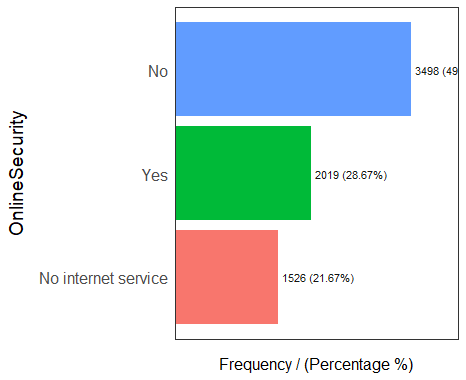 OnlineSecurity
No
3498 (49
Yes
2019 (28.67%)
No internet service
1526 (21.67%)
Frequency / (Percentage %)